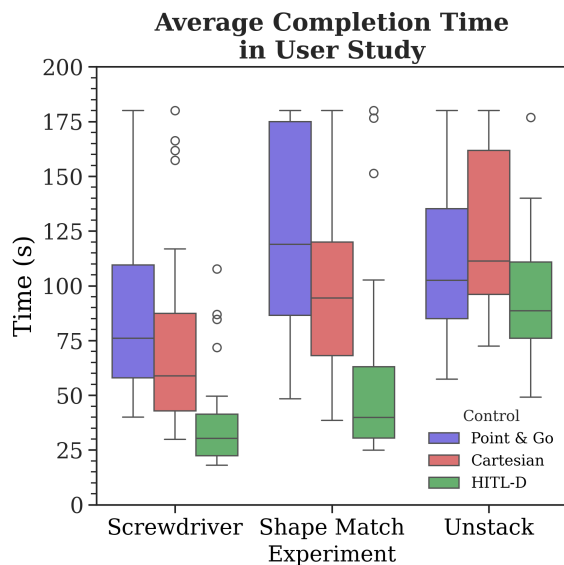 Average Completion Time
in User Study
Time (s)
200
175
150
125
100
75
50
25
0
Control
Point & Go
Cartesian
HITL-D
Screwdriver
Shape Match
Unstack
Experiment